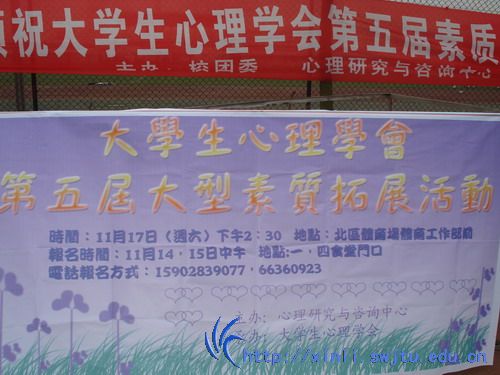 预祝大学生心理学会第五届素质
主办：校团委 心理研究与咨询中心
大學生心理學會
第五屆大型素質拓展活動
時間：11月17日（週六）下午2：30 地點：北區體商場體商工作部前
報名時間：11月14，15日中午 地點:一，四食堂門口
電話報名方式：15902839077，66360923
主办：心理研究与咨询中心
承办：大学生心理学会
http://xinli.swjtu.edu.cn